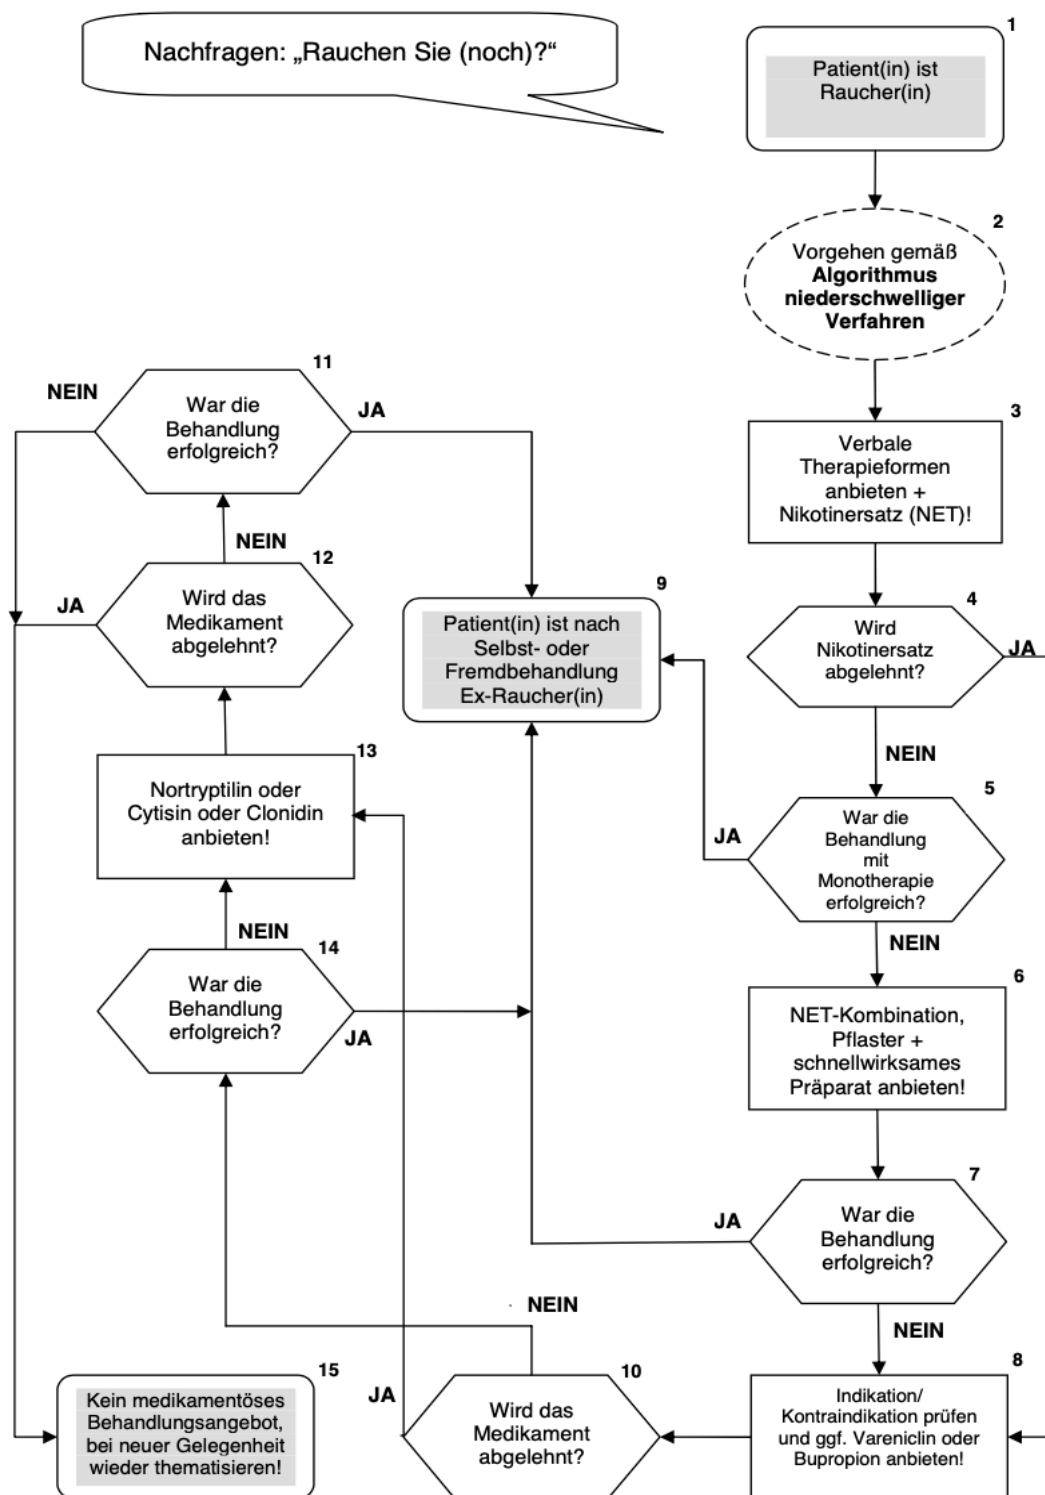 Nachfragen: „Rauchen Sie (noch)?“
1
Patient(in) ist
Raucher(in)
2
Vorgehen gemäß
Algorithmus
niederschwelliger
Verfahren
3
Verbale
Therapieformen
anbieten +
Nikotinersatz (NET)!
4
Wird
Nikotinersatz
abgelehnt?
JA
NEIN
5
War die
Behandlung
mit
Monotherapie
erfolgreich?
JA
NEIN
6
NET-Kombination,
Pflaster +
schnellwirksames
Präparat anbieten!
7
War die
Behandlung
erfolgreich?
JA
NEIN
8
Indikation/
Kontraindikation prüfen
und ggf. Vareniclin oder
Bupropion anbieten!
9
Patient(in) ist nach
Selbst- oder
Fremdbehandlung
Ex-Raucher(in)
10
Wird das
Medikament
abgelehnt?
JA
NEIN
11
War die
Behandlung
erfolgreich?
NEIN
JA
12
Wird das
Medikament
abgelehnt?
JA
NEIN
13
Nortryptilin oder
Cytisin oder Clonidin
anbieten!
14
War die
Behandlung
erfolgreich?
NEIN
JA
15
Kein medikamentöses
Behandlungsangebot,
bei neuer Gelegenheit
wieder thematisieren!